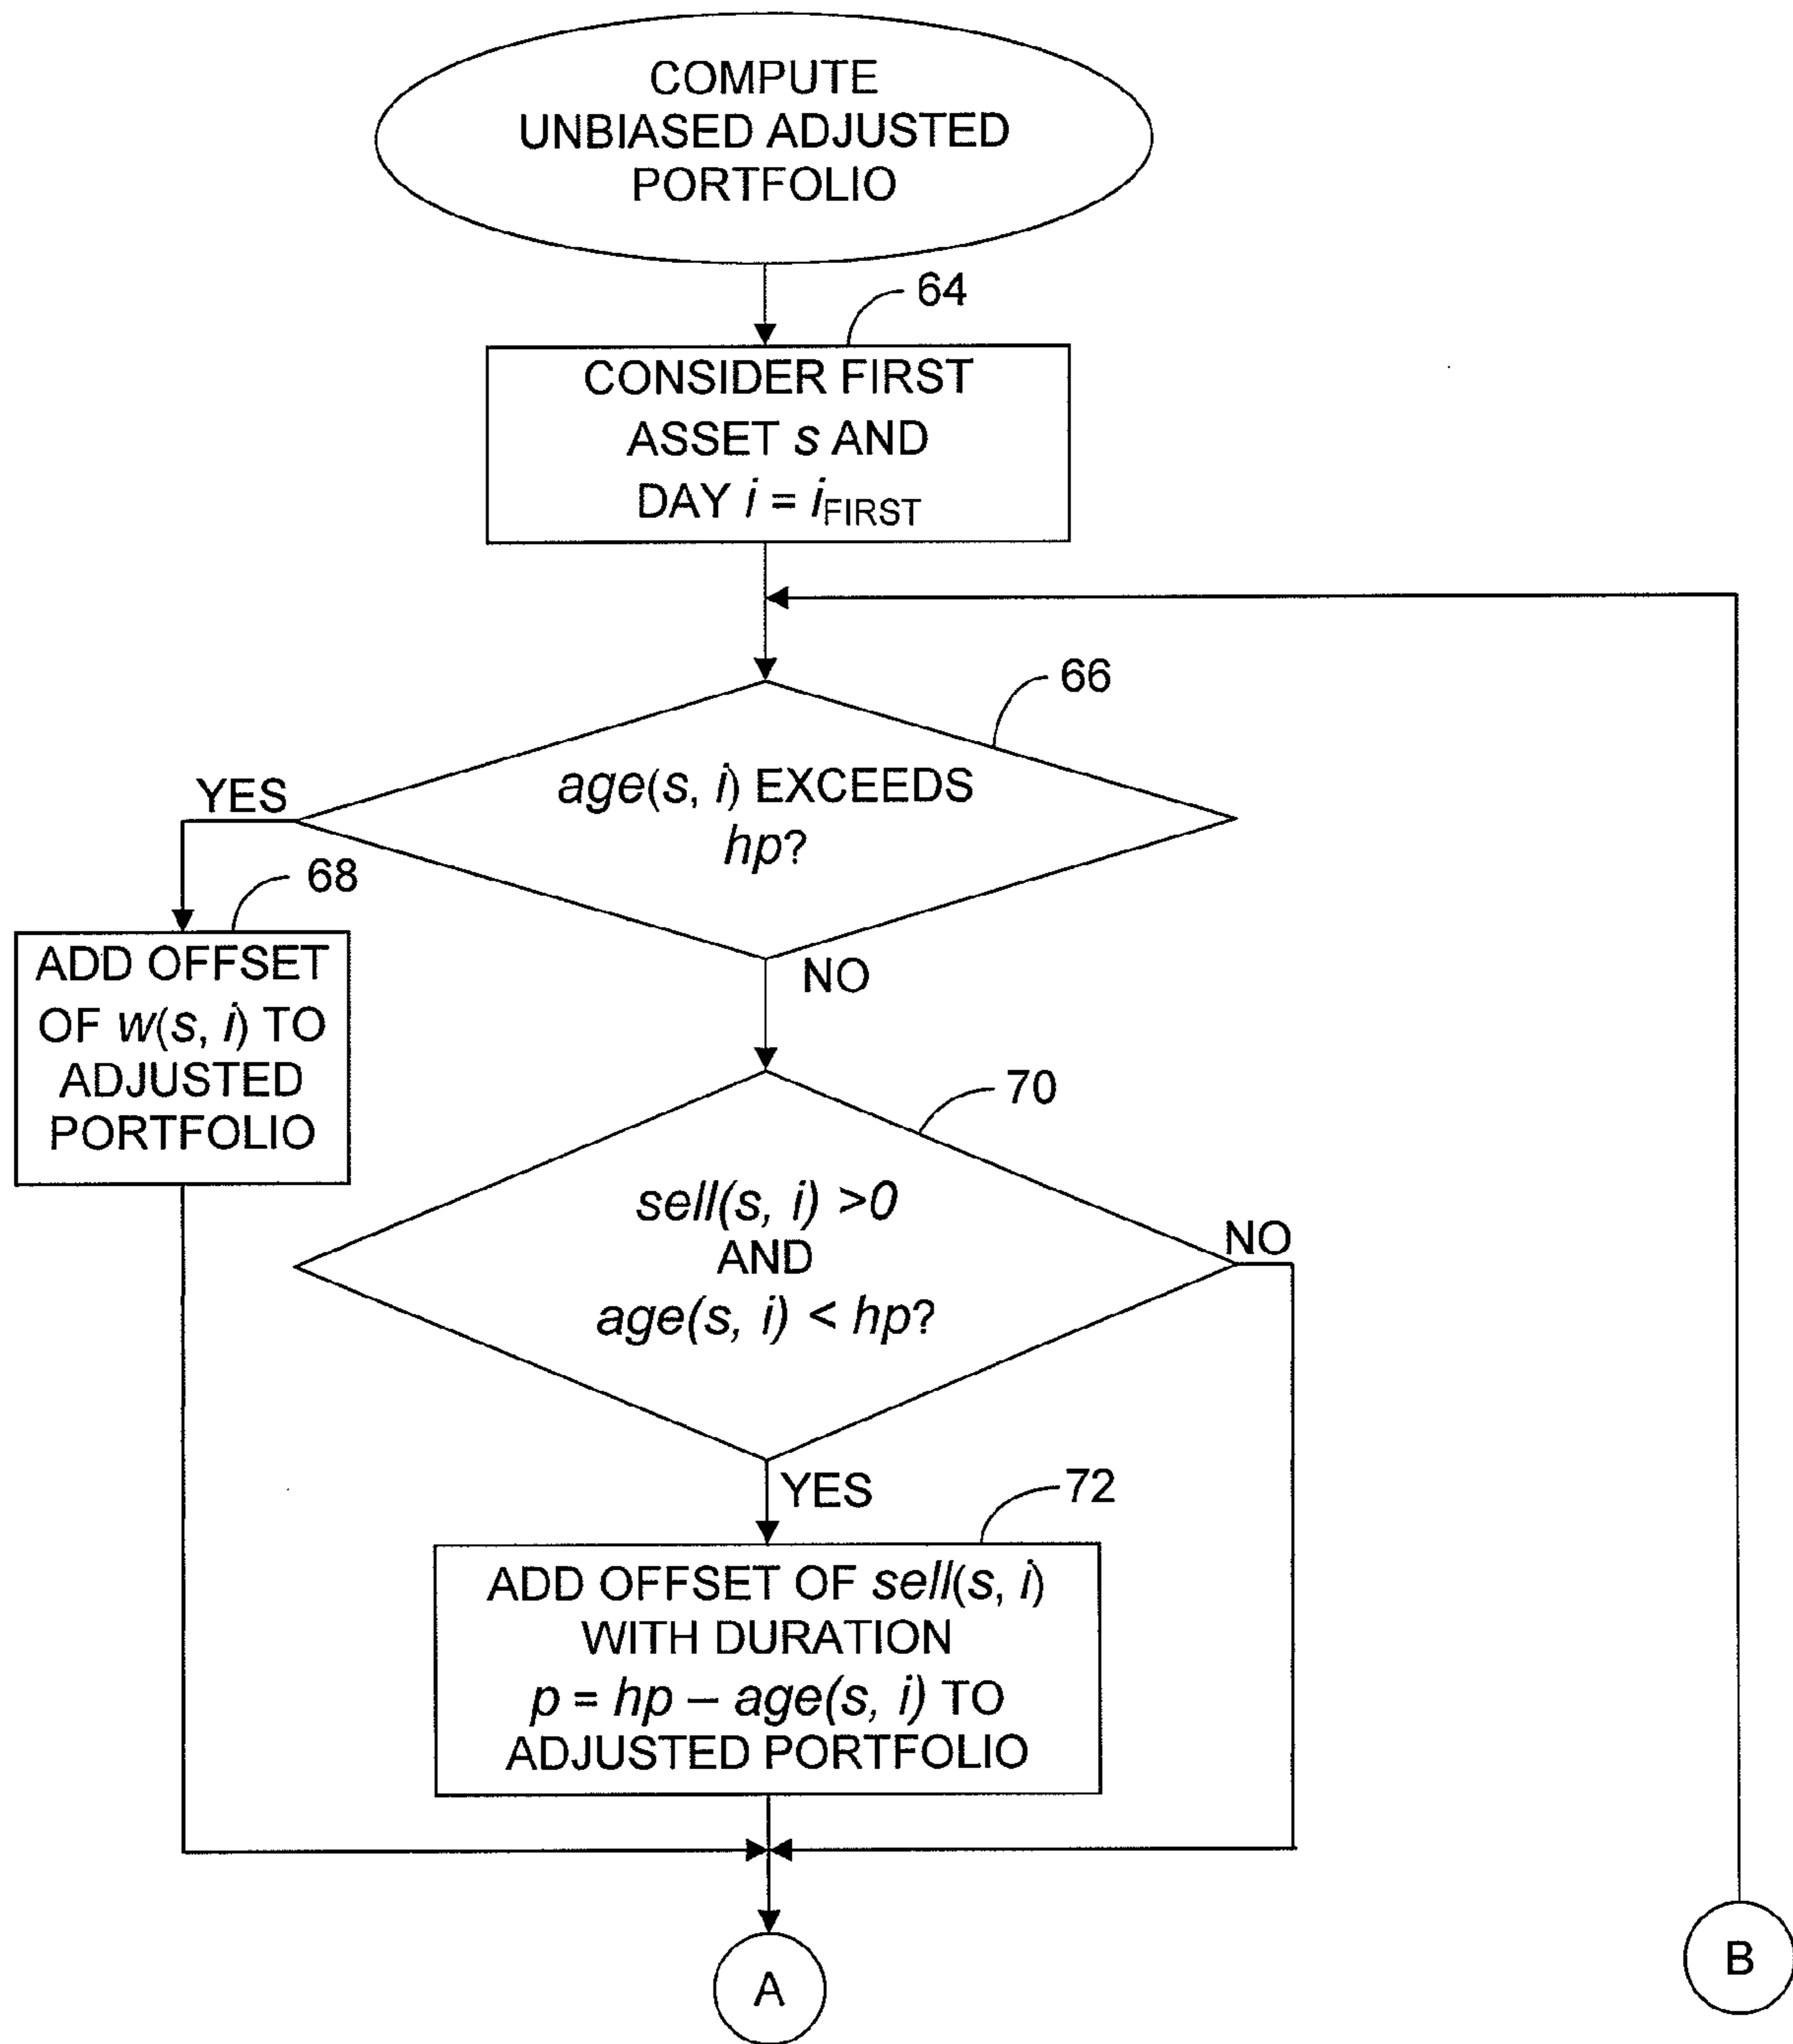 COMPUTE
UNBIASED ADJUSTED
PORTFOLIO
64
CONSIDER FIRST
ASSET s AND
DAY i = iFIRST
66
age(s, i) EXCEEDS
hp?
YES
NO
68
ADD OFFSET
OF w(s, i) TO
ADJUSTED
PORTFOLIO
70
sell(s, i) >0
AND
age(s, i) < hp?
NO
YES
72
ADD OFFSET OF sell(s, i)
WITH DURATION
p = hp – age(s, i) TO
ADJUSTED PORTFOLIO
A
B